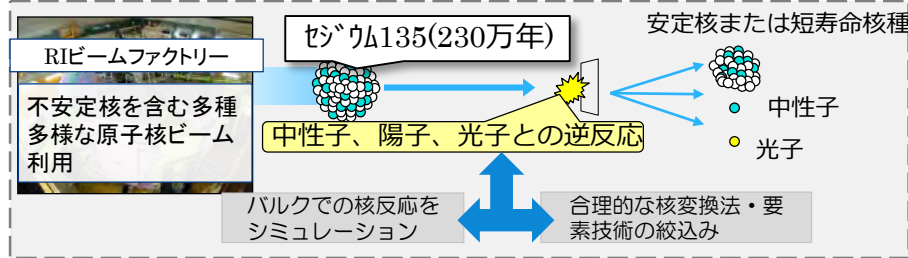 RIビームファクトリー
不安定核を含む多種
多様な原子核ビーム
利用
ｾｼﾞｳﾑ135(230万年)
安定核または短寿命核種
中性子
光子
中性子、陽子、光子との逆反応
バルクでの核反応を
シミュレーション
合理的な核変換法・要
素技術の絞込み